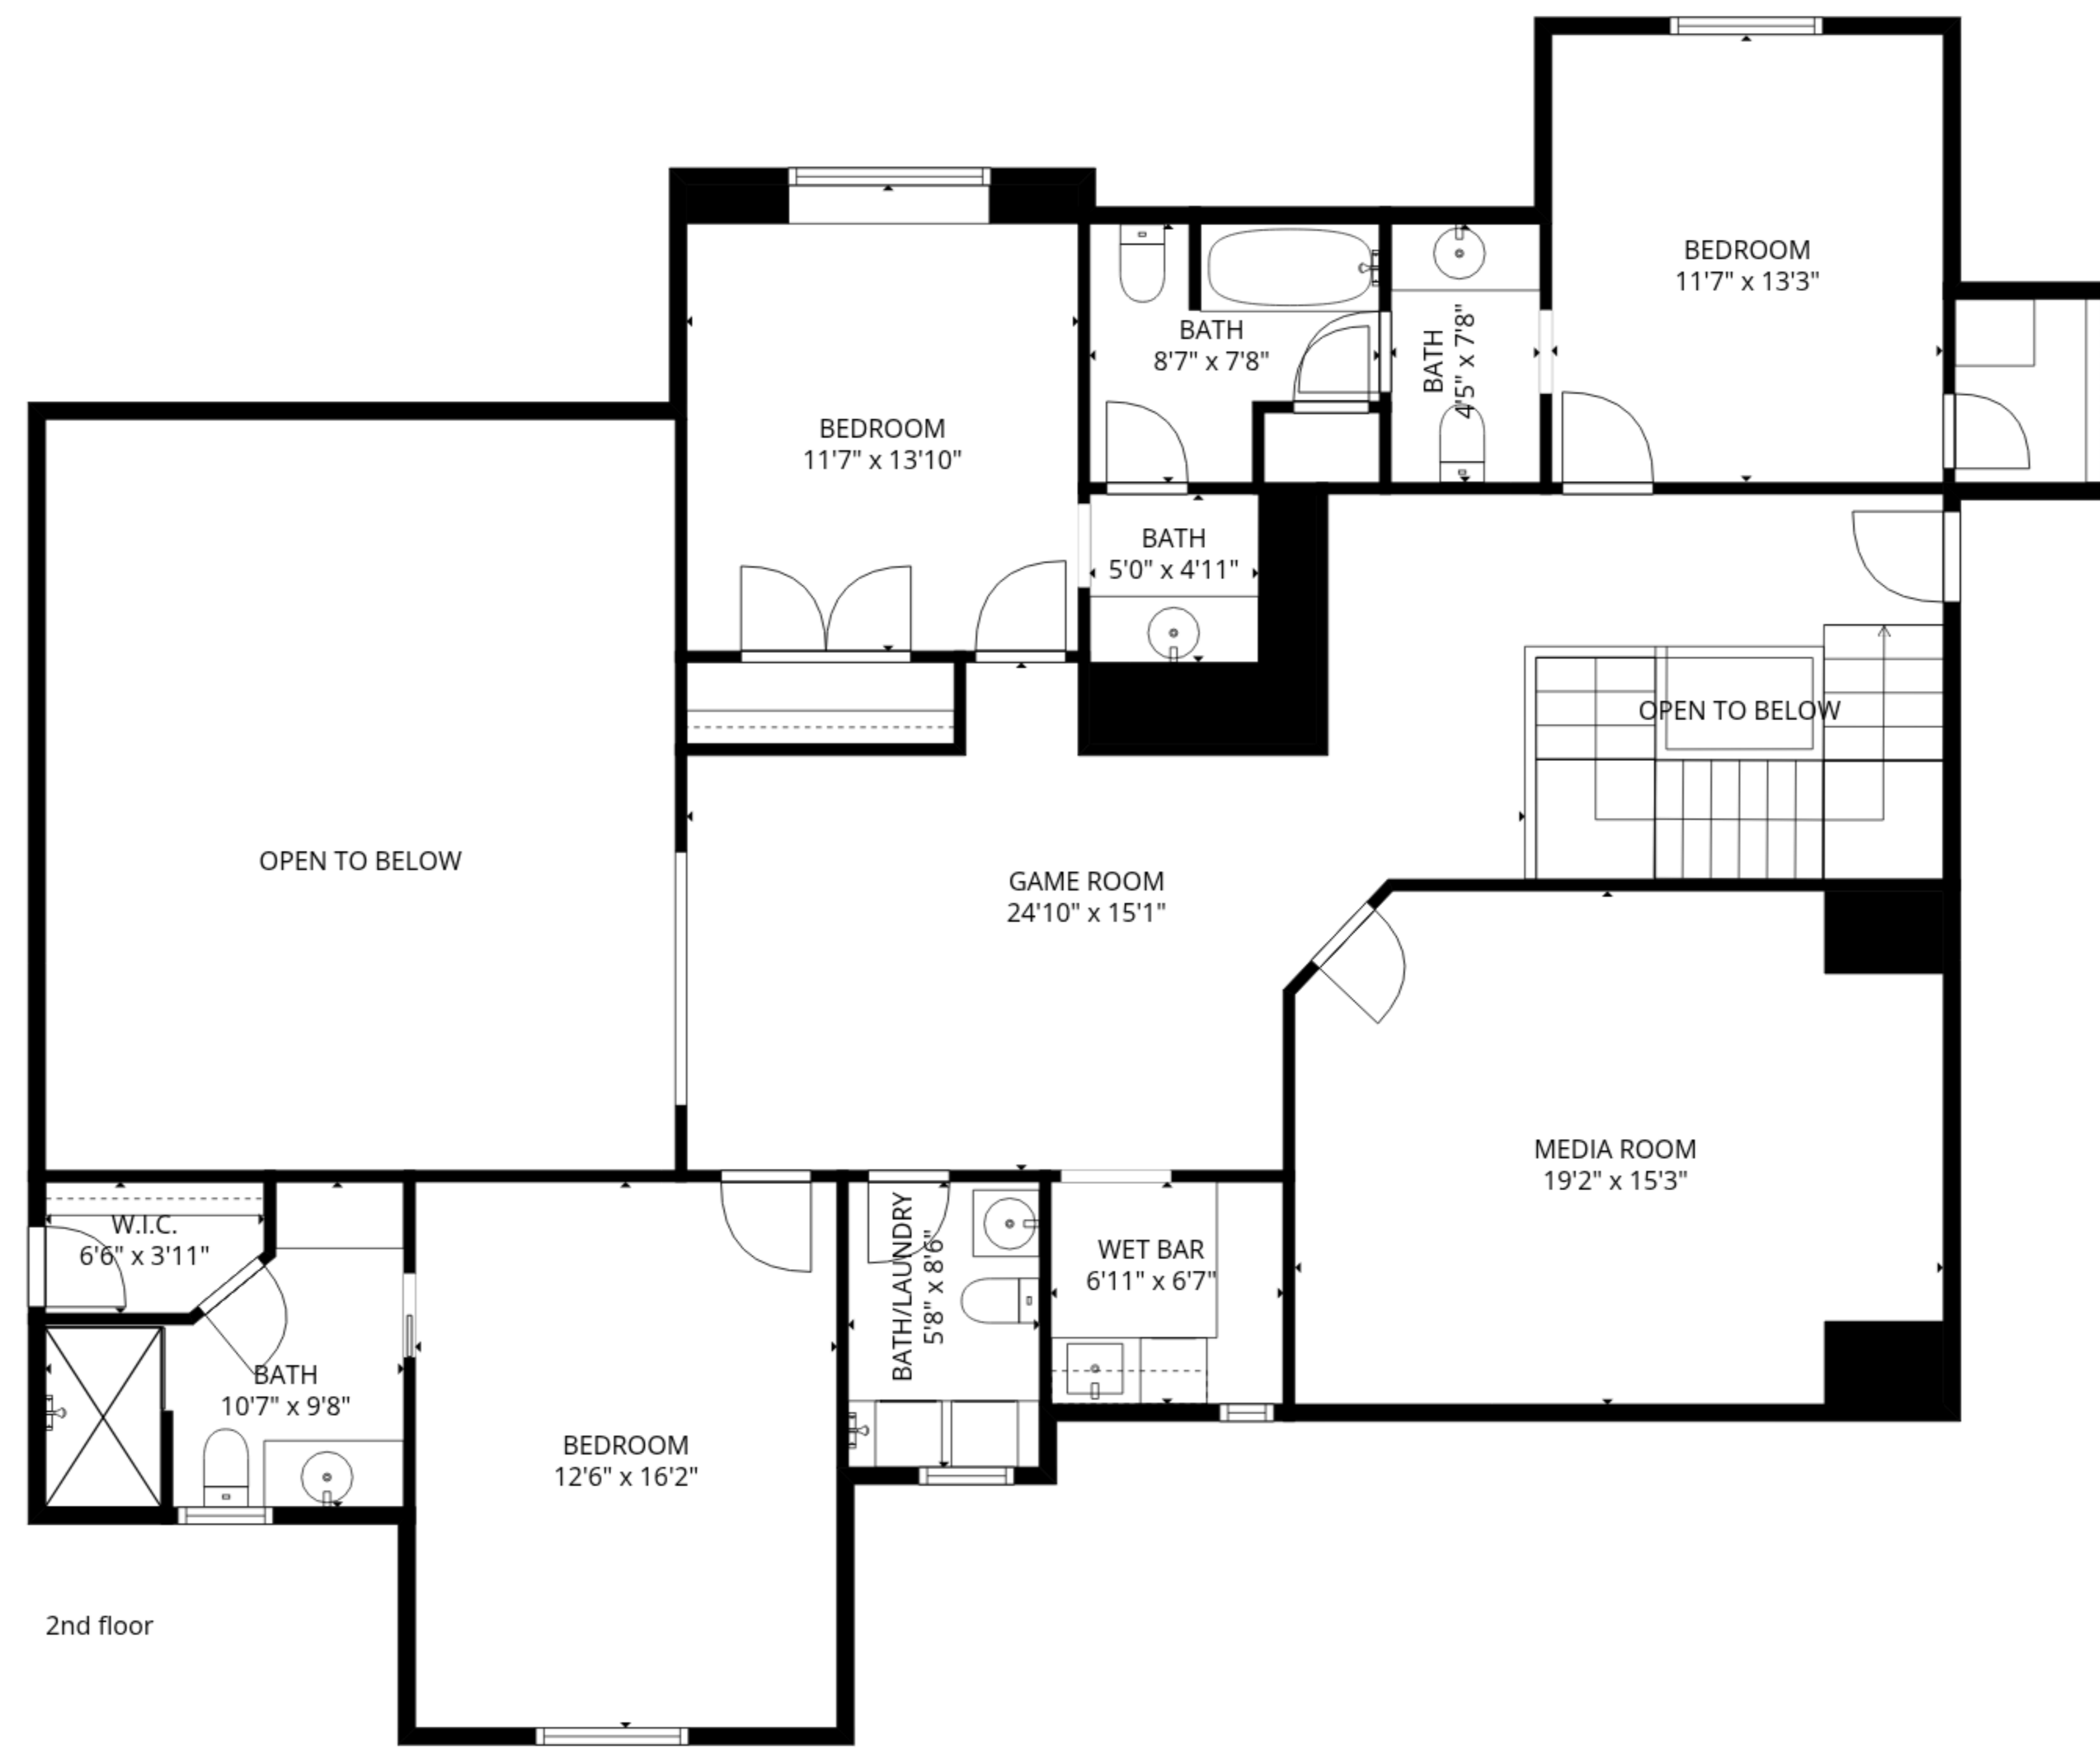 BEDROOM
11'7" x 13'3"
BATH
8'7" x 7'8"
BATH
4'5" x 7'8"
BEDROOM
11'7" x 13'10"
BATH
5'0" x 4'11"
OPEN TO BELOW
OPEN TO BELOW
GAME ROOM
24'10" x 15'1"
MEDIA ROOM
19'2" x 15'3"
W.I.C.
6'6" x 3'11"
BATH/LAUNDRY
5'8" x 8'6"
WET BAR
6'11" x 6'7"
BATH
10'7" x 9'8"
BEDROOM
12'6" x 16'2"
2nd floor